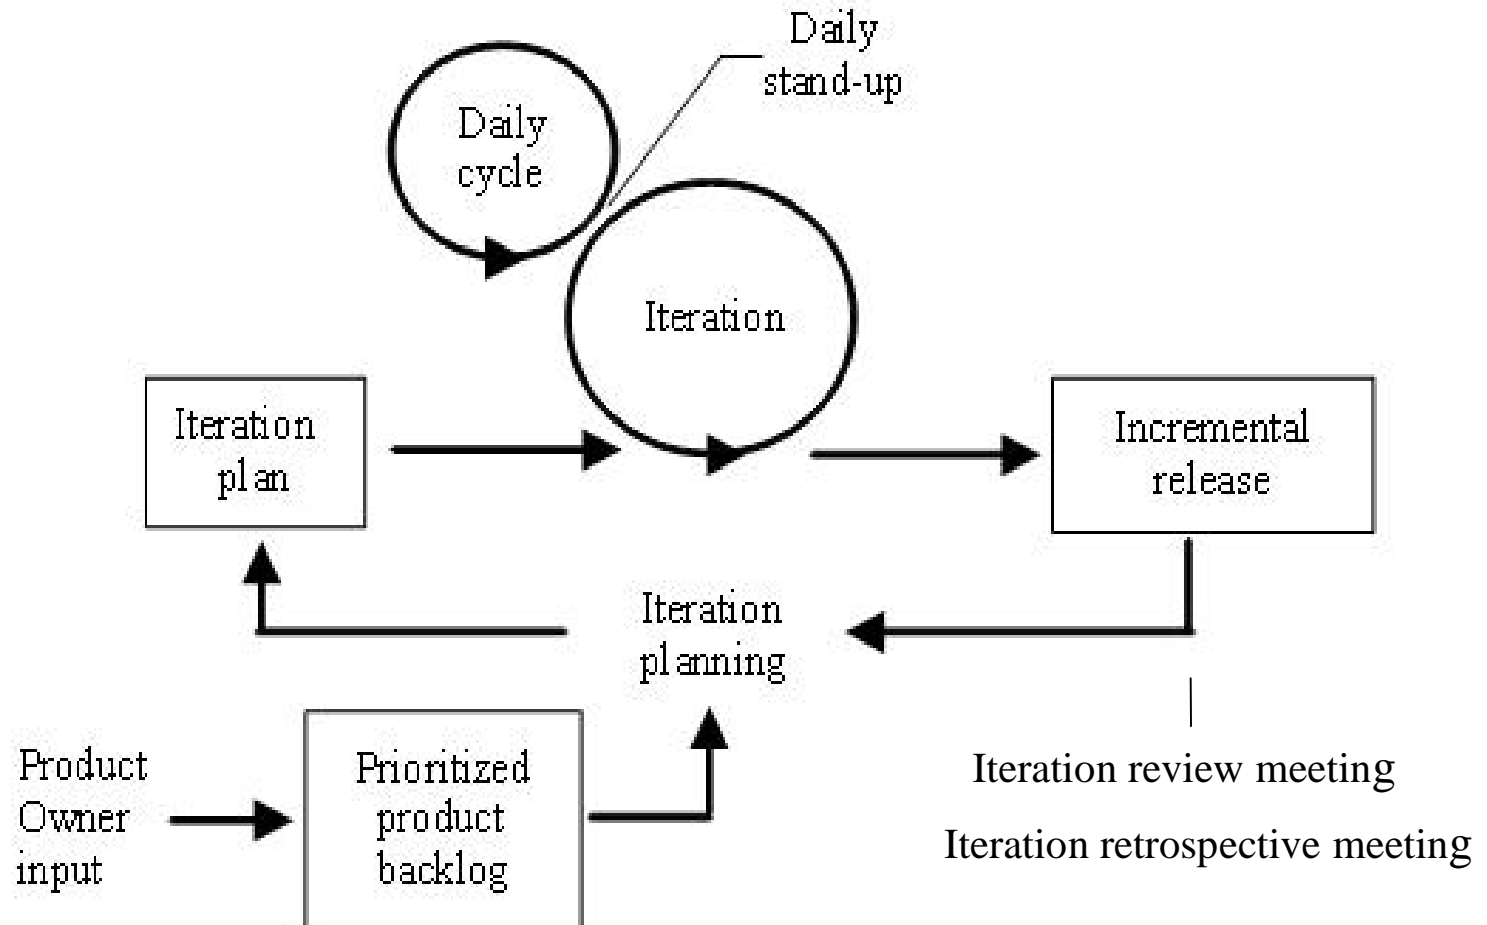 Daily
stand-up
Daily
cycle
Iteration
Iteration
plan
Incremental
release
Iteration
planning
Product
Owner
input
Prioritized
product
backlog
Iteration review meeting
Iteration retrospective meeting